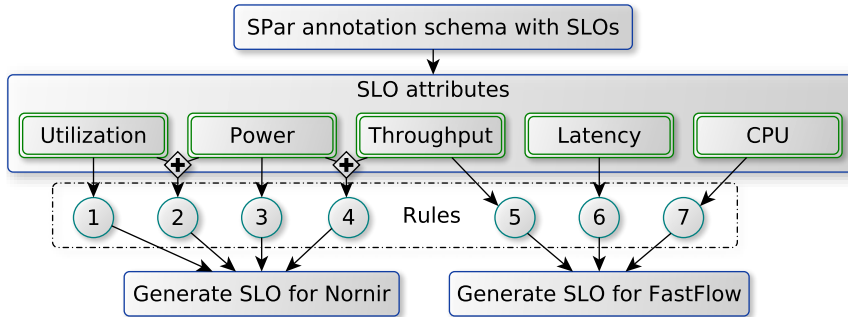 SPar annotation schema with SLOs
SLO attributes
Utilization
Power
Throughput
Latency
CPU
1
2
3
4
Rules
5
6
7
Generate SLO for Nornir
Generate SLO for FastFlow